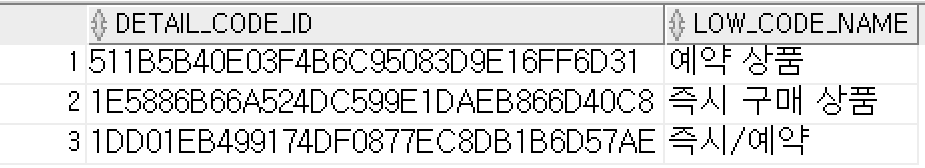 DETAIL_CODE_ID LOW_CODE_NAME
1 511B5B40E03F4B6C95083D9E16FF6D31 예약 상품
2 1E5886B66A524DC599E1DAEB866D40C8 즉시 구매 상품
3 1DD01EB499174DF0877EC8DB1B6D57AE 즉시/예약